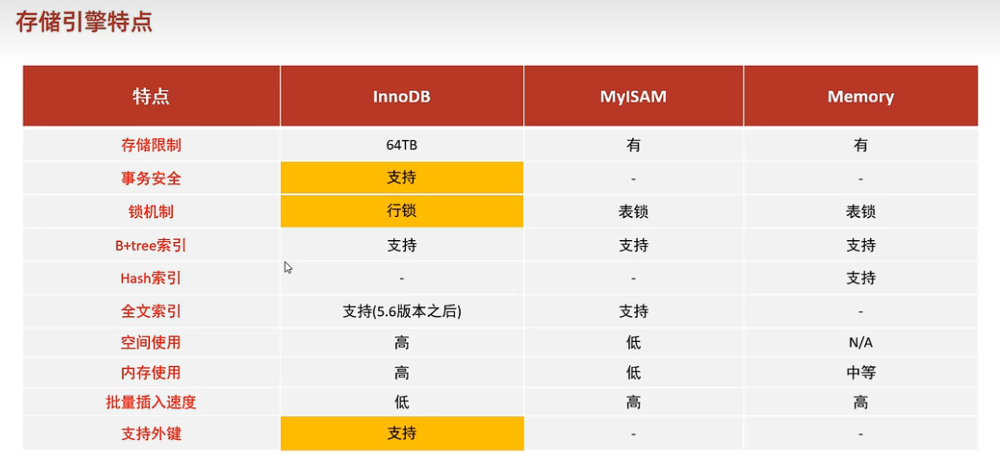 存储引擎特点
特点 InnoDB MyISAM Memory
存储限制 64TB 有 有
事务安全 支持 - -
锁机制 行锁 表锁 表锁
B+tree索引 支持 支持 支持
Hash索引 - - 支持
全文索引 支持(5.6版本之后) 支持 -
空间使用 高 低 N/A
内存使用 高 低 中等
批量插入速度 低 高 高
支持外键 支持 - -